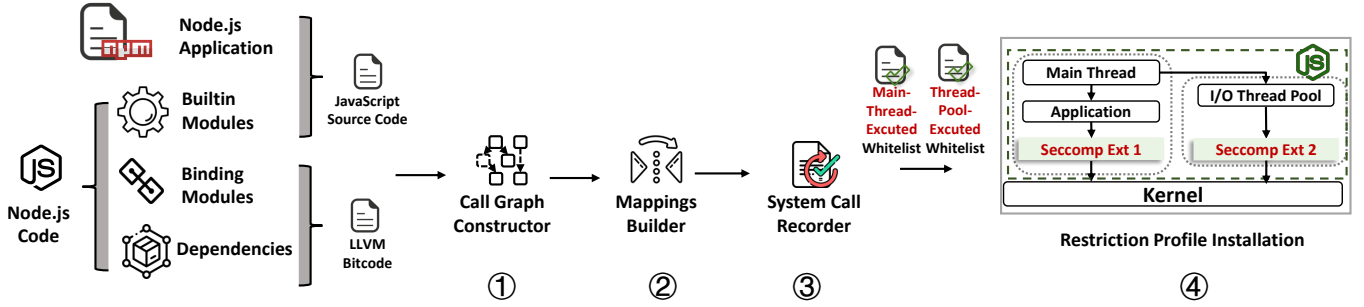 Node.js
Application
npm
Builtin
Modules
JavaScript
Source Code
JS
Node.js
Code
Binding
Modules
Dependencies
LLVM
Bitcode
Call Graph
Constructor
①
Mappings
Builder
②
System Call
Recorder
③
Main-
Thread-
Excuted
Whitelist
Thread-
Pool-
Excuted
Whitelist
JS
Main Thread
Application
Seccomp Ext 1
I/O Thread Pool
Seccomp Ext 2
Kernel
Restriction Profile Installation
④